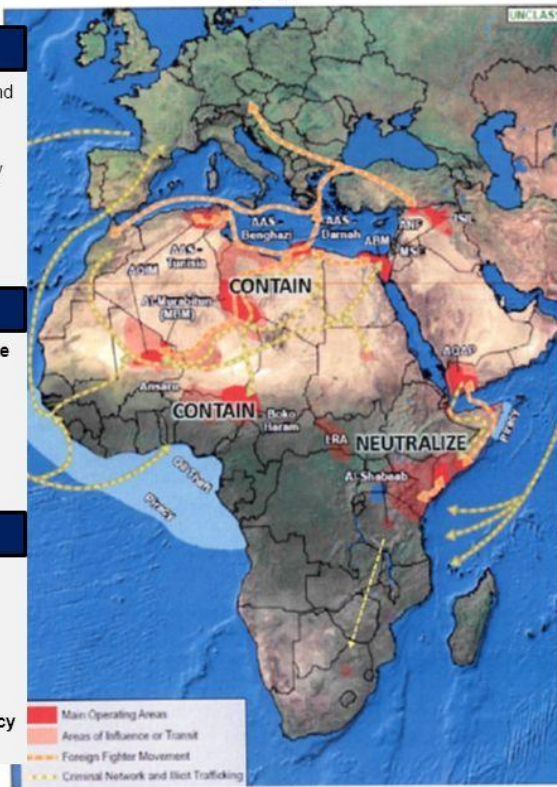 UNCLASS
nd
y
e
cy
AAS -
Benghazi
AAS -
Darnah
ANF
ISIL
ABM
MSC
AAS -
Tunisia
AQIM
Al-Murabitun
(MBM)
CONTAIN
AQAP
Ansaru
CONTAIN
Boko
Haram
LRA
NEUTRALIZE
Piracy
Al-Shabaab
Oil Theft
Piracy
Main Operating Areas
Areas of Influence or Transit
Foreign Fighter Movement
Criminal Network and Illicit Trafficking